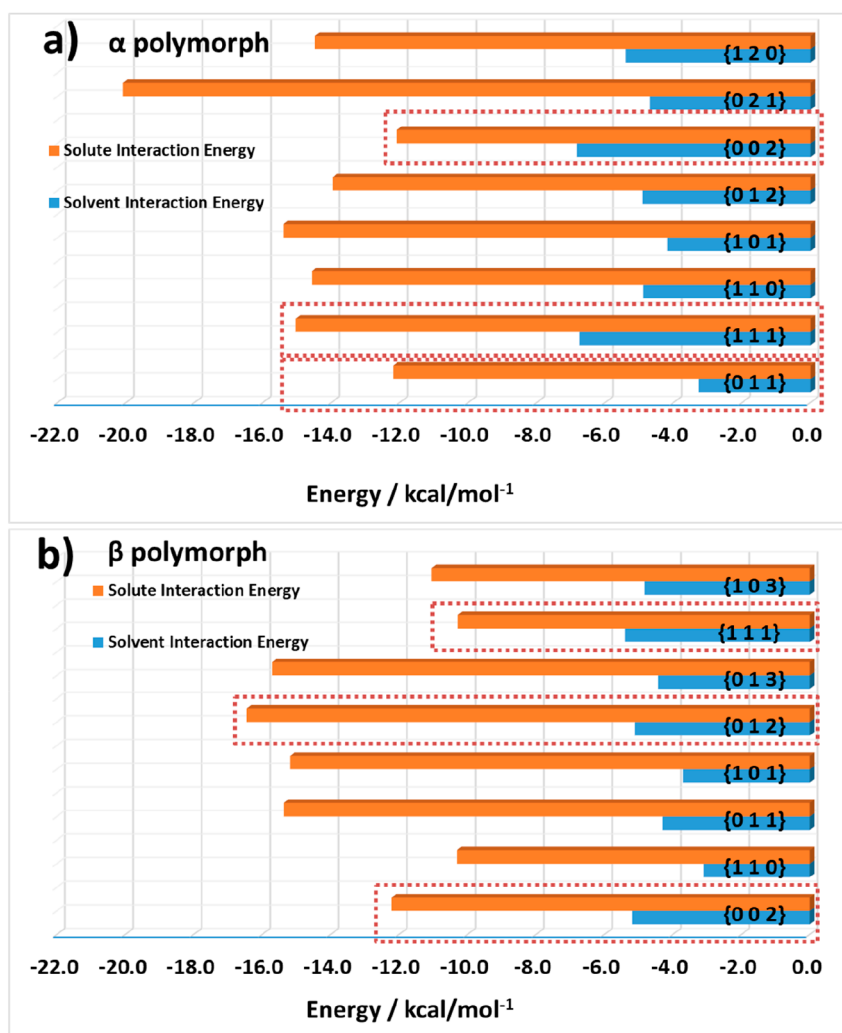 a) α polymorph
{1 2 0}
{0 2 1}
{0 0 2}
Solute Interaction Energy
{0 1 2}
Solvent Interaction Energy
{1 0 1}
{1 1 0}
{1 1 1}
{0 1 1}
-22.0 -20.0 -18.0 -16.0 -14.0 -12.0 -10.0 -8.0 -6.0 -4.0 -2.0 0.0
Energy / kcal/mol⁻¹
b) β polymorph
{1 0 3}
Solute Interaction Energy
{1 1 1}
Solvent Interaction Energy
{0 1 3}
{0 1 2}
{1 0 1}
{0 1 1}
{1 1 0}
{0 0 2}
-22.0 -20.0 -18.0 -16.0 -14.0 -12.0 -10.0 -8.0 -6.0 -4.0 -2.0 0.0
Energy / kcal/mol⁻¹